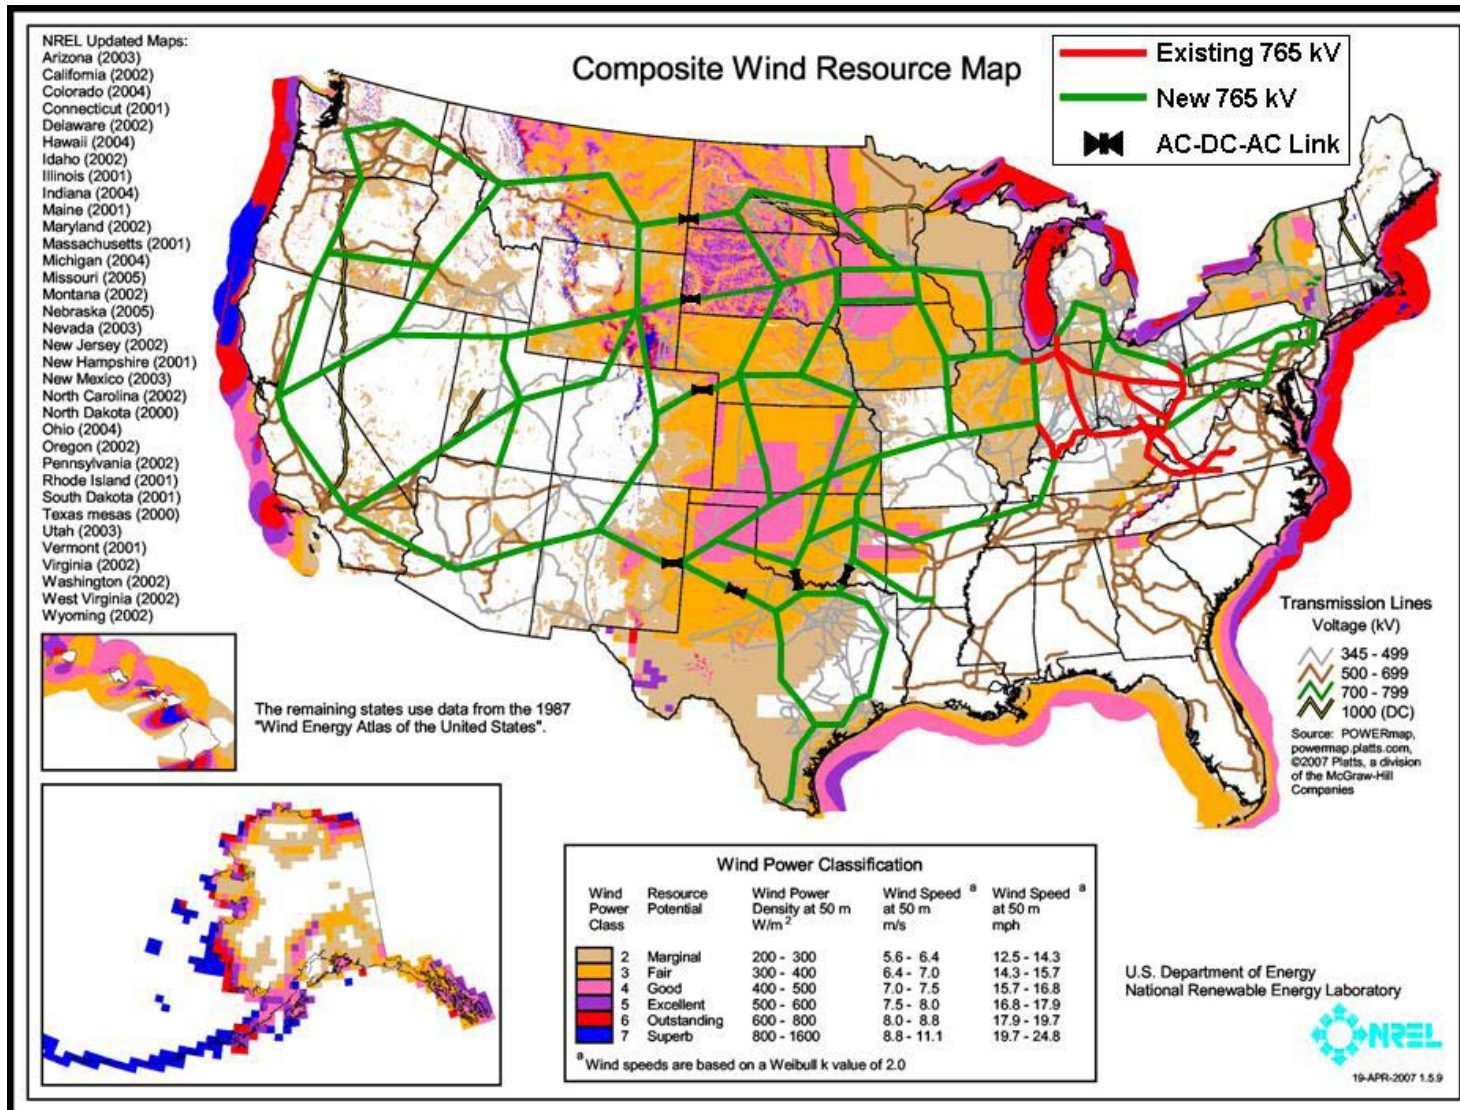 NREL Updated Maps:
Arizona (2003)
California (2002)
Colorado (2004)
Connecticut (2001)
Delaware (2002)
Hawaii (2004)
Idaho (2002)
Illinois (2001)
Indiana (2004)
Maine (2001)
Maryland (2002)
Massachusetts (2001)
Michigan (2004)
Missouri (2005)
Montana (2002)
Nebraska (2005)
Nevada (2003)
New Jersey (2002)
New Hampshire (2001)
New Mexico (2003)
North Carolina (2002)
North Dakota (2000)
Ohio (2004)
Oregon (2002)
Pennsylvania (2002)
Rhode Island (2001)
South Dakota (2001)
Texas mesas (2000)
Utah (2003)
Vermont (2001)
Virginia (2002)
Washington (2002)
West Virginia (2002)
Wyoming (2002)
Composite Wind Resource Map
Existing 765 kV
New 765 kV
AC-DC-AC Link
Transmission Lines
Voltage (kV)
345 - 499
500 - 699
700 - 799
1000 (DC)
Source: POWERmap,
powermap.platts.com,
©2007 Platts, a division
of the McGraw-Hill
Companies
The remaining states use data from the 1987
"Wind Energy Atlas of the United States".
Wind Power Classification
Wind Resource Wind Power Wind Speed a Wind Speed a
Power Potential Density at 50 m at 50 m at 50 m
Class W/m 2 m/s mph
2 Marginal 200 - 300 5.6 - 6.4 12.5 - 14.3
3 Fair 300 - 400 6.4 - 7.0 14.3 - 15.7
4 Good 400 - 500 7.0 - 7.5 15.7 - 16.8
5 Excellent 500 - 600 7.5 - 8.0 16.8 - 17.9
6 Outstanding 600 - 800 8.0 - 8.8 17.9 - 19.7
7 Superb 800 - 1600 8.8 - 11.1 19.7 - 24.8
a Wind speeds are based on a Weibull k value of 2.0
U.S. Department of Energy
National Renewable Energy Laboratory
NREL
19-APR-2007 1.5.9